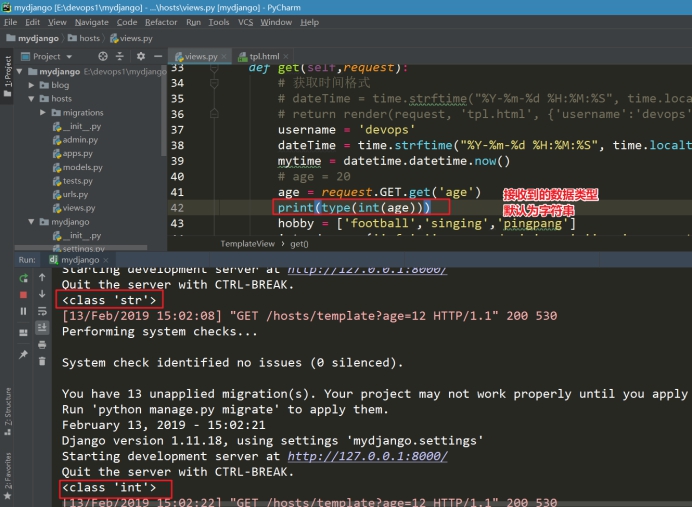 mydjango [E:\devops1\mydjango] - ...\hosts\views.py [mydjango] - PyCharm
File Edit View Navigate Code Refactor Run Tools VCS Window Help
mydjango hosts views.py
1: Project
Project
views.py
tpl.html
mydjango E:\devops1\mydjango
blog
hosts
migrations
__init__.py
admin.py
apps.py
models.py
tests.py
urls.py
views.py
mydjango
__init__.py
settings.py
33 def get(self,request):
34 # 获取时间格式
35 # dateTime = time.strftime("%Y-%m-%d %H:%M:%S", time.local
36 # return render(request, 'tpl.html', {'username':'devops'
37 username = 'devops'
38 dateTime = time.strftime("%Y-%m-%d %H:%M:%S", time.localt
39 mytime = datetime.datetime.now()
40 # age = 20
41 age = request.GET.get('age')
42 print(type(int(age)))
43 hobby = ['football','singing','pingpang']
接收到的数据类型
默认为字符串
TemplateView > get()
Run: mydjango
Starting development server at http://127.0.0.1:8000/
Quit the server with CTRL-BREAK.
<class 'str'>
[13/Feb/2019 15:02:08] "GET /hosts/template?age=12 HTTP/1.1" 200 530
Performing system checks...
System check identified no issues (0 silenced).
You have 13 unapplied migration(s). Your project may not work properly until you apply
Run 'python manage.py migrate' to apply them.
February 13, 2019 - 15:02:21
Django version 1.11.18, using settings 'mydjango.settings'
Starting development server at http://127.0.0.1:8000/
Quit the server with CTRL-BREAK.
<class 'int'>
[13/Feb/2019 15:02:22] "GET /hosts/template?age=12 HTTP/1.1" 200 530
Z: Structure
2: Favorites